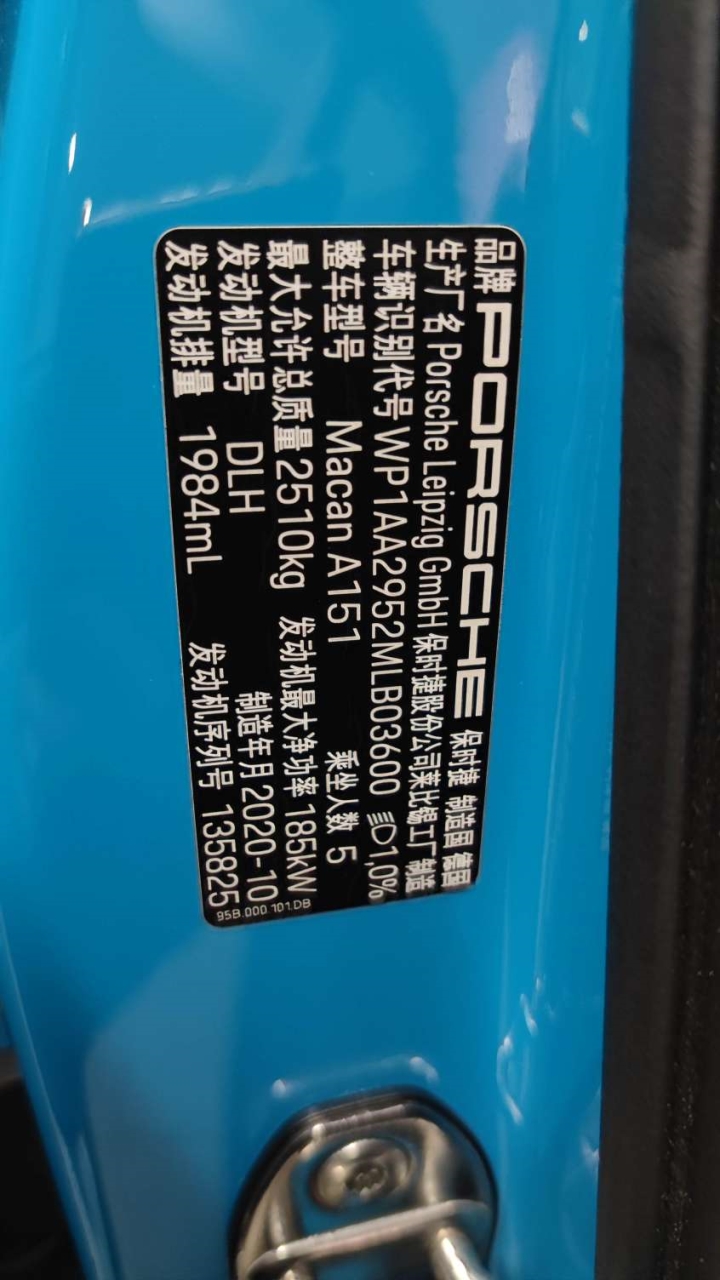 品牌 PORSCHE 保时捷 制造国 德国
生产厂名 Porsche Leipzig GmbH 保时捷股份公司莱比锡工厂 制造
车辆识别代号 WP1AA2952MLB03600 1,0%
整车型号 Macan A151 乘坐人数 5
最大允许总质量 2510kg 发动机最大净功率 185kW
发动机型号 DLH 制造年月 2020-10
发动机排量 1984mL 发动机序列号 135825
95B.000.101.DB